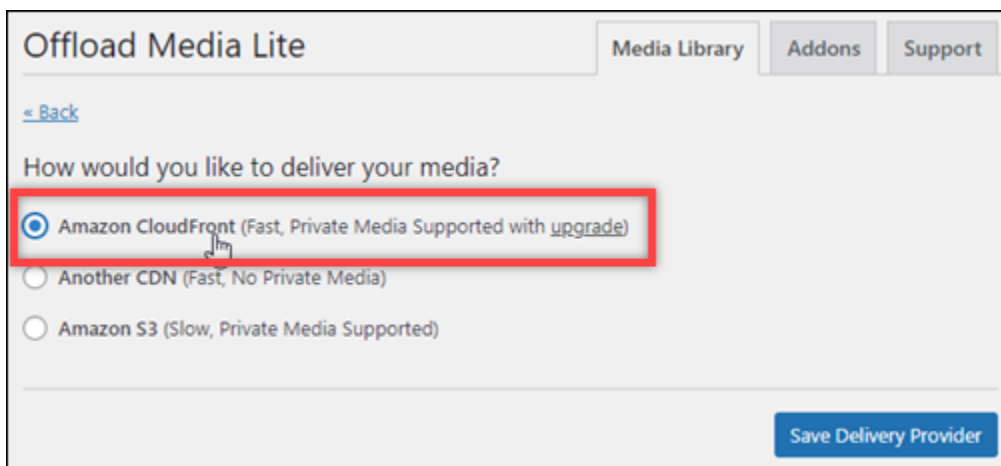 Offload Media Lite
Media Library
Addons
Support
« Back
How would you like to deliver your media?
Amazon CloudFront (Fast, Private Media Supported with upgrade)
Another CDN (Fast, No Private Media)
Amazon S3 (Slow, Private Media Supported)
Save Delivery Provider